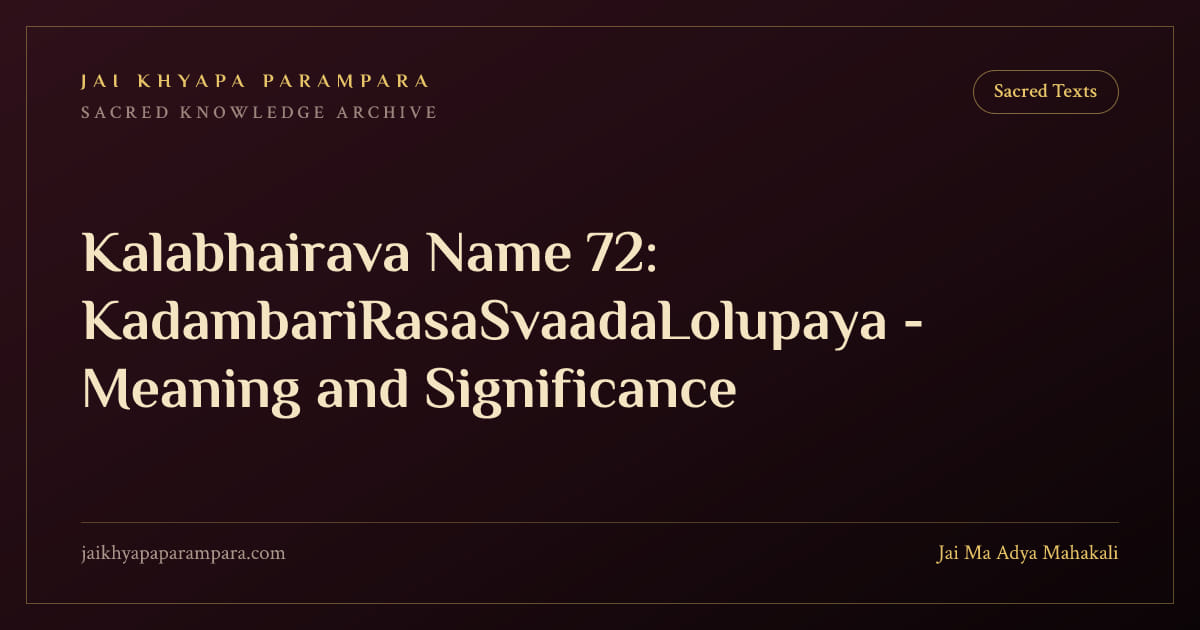 JAI KHYAPA PARAMPARA
SACRED KNOWLEDGE ARCHIVE
Sacred Texts
Kalabhairava Name 72:
KadambariRasaSvaadaLolupaya -
Meaning and Significance
jaikhyapaparampara.com
Jai Ma Adya Mahakali